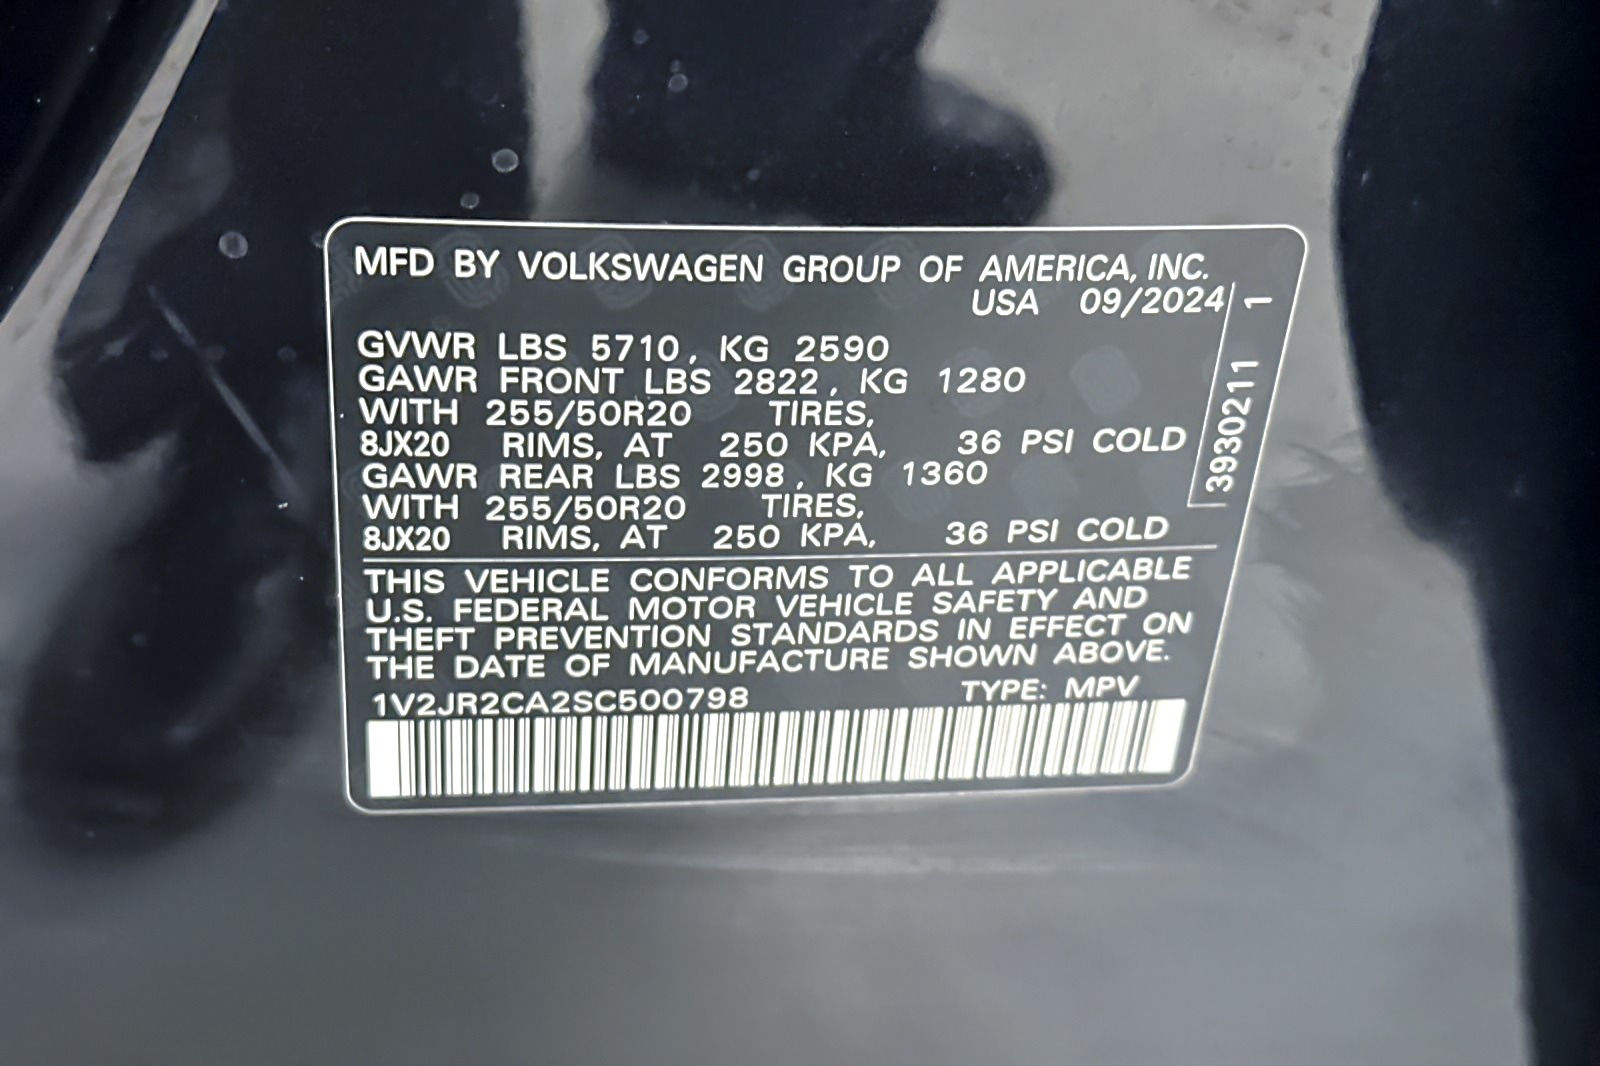 MFD BY VOLKSWAGEN GROUP OF AMERICA, INC.
USA 09/2024
GVWR LBS 5710, KG 2590
GAWR FRONT LBS 2822, KG 1280
WITH 255/50R20 TIRES,
8JX20 RIMS, AT 250 KPA, 36 PSI COLD
GAWR REAR LBS 2998, KG 1360
WITH 255/50R20 TIRES,
8JX20 RIMS, AT 250 KPA, 36 PSI COLD
THIS VEHICLE CONFORMS TO ALL APPLICABLE
U.S. FEDERAL MOTOR VEHICLE SAFETY AND
THEFT PREVENTION STANDARDS IN EFFECT ON
THE DATE OF MANUFACTURE SHOWN ABOVE.
1V2JR2CA2SC500798 TYPE: MPV
3930211 1